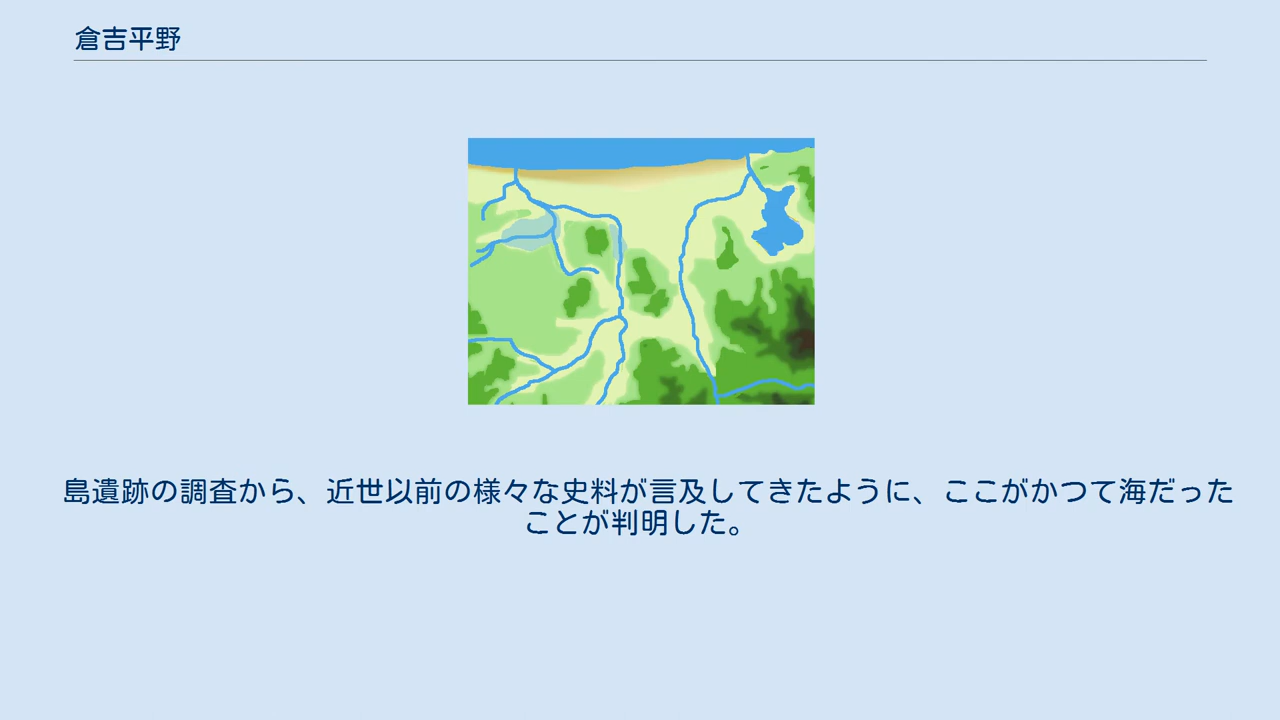 倉吉平野
島遺跡の調査から、近世以前の様々な史料が言及してきたように、ここがかつて海だった
ことが判明した。